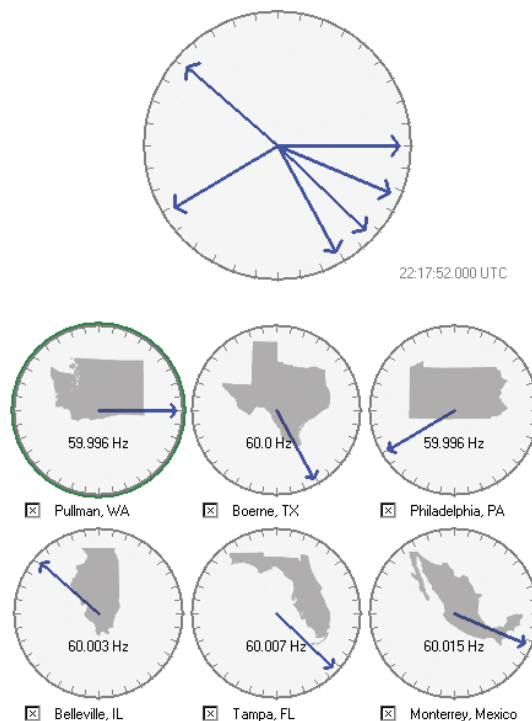 22:17:52.000 UTC
59.996 Hz
60.0 Hz
59.996 Hz
Pullman, WA
Boerne, TX
Philadelphia, PA
60.003 Hz
60.007 Hz
60.015 Hz
Belleville, IL
Tampa, FL
Monterrey, Mexico